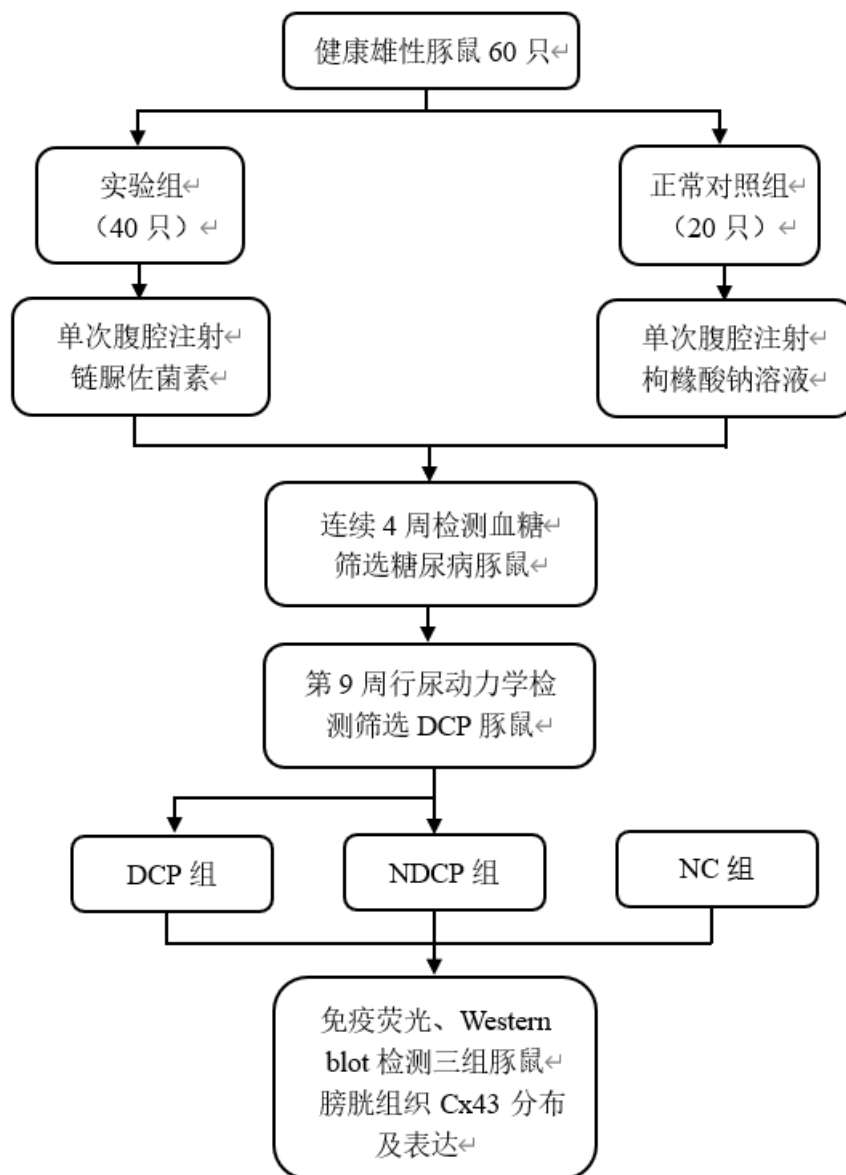 健康雄性豚鼠 60 只↵
实验组↵
（40 只）↵
正常对照组↵
（20 只）↵
单次腹腔注射↵
链脲佐菌素↵
单次腹腔注射↵
枸橼酸钠溶液↵
连续 4 周检测血糖↵
筛选糖尿病豚鼠↵
第 9 周行尿动力学检
测筛选 DCP 豚鼠↵
DCP 组↵
NDCP 组↵
NC 组↵
免疫荧光、Western
blot 检测三组豚鼠↵
膀胱组织 Cx43 分布
及表达↵